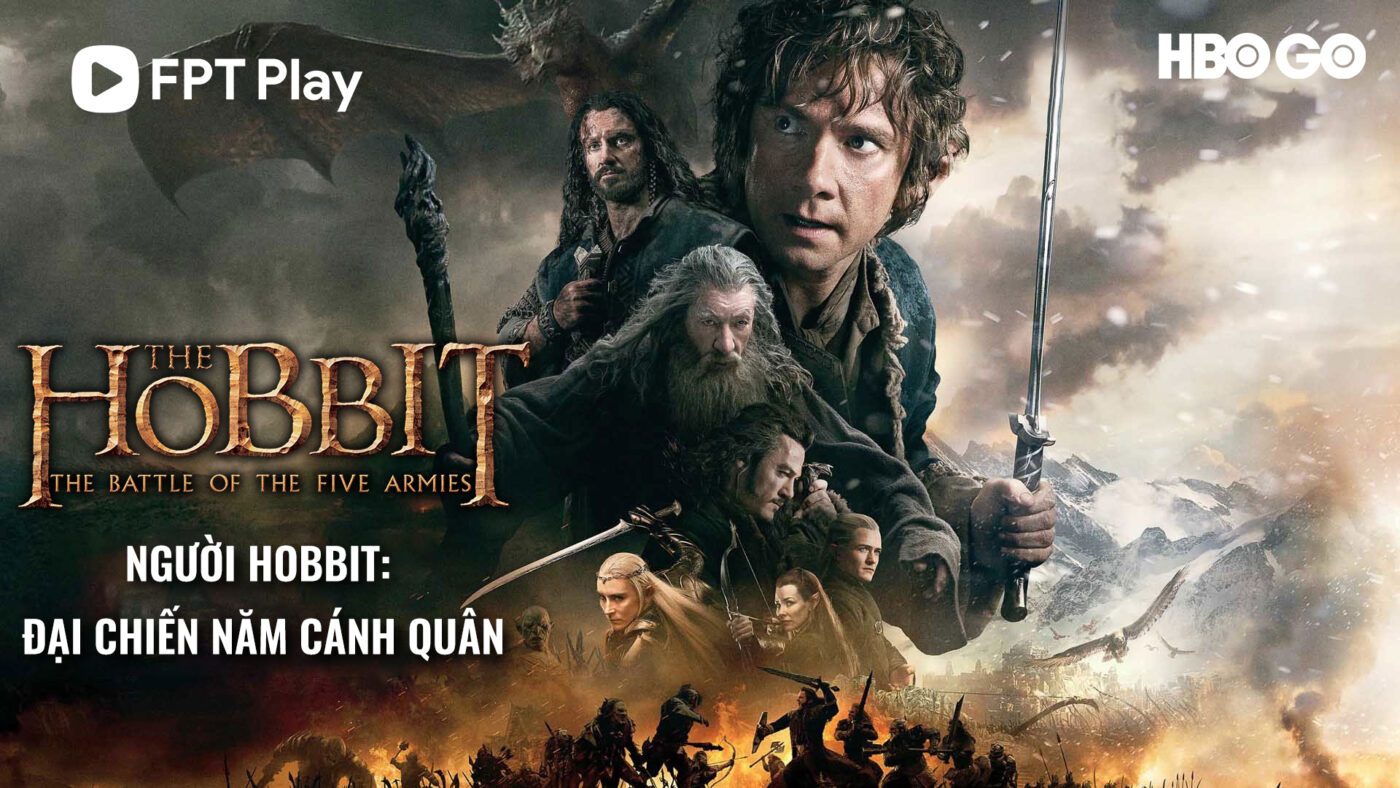 FPT Play
HBO GO
THE
HOBBIT
THE BATTLE OF THE FIVE ARMIES
NGƯỜI HOBBIT:
ĐẠI CHIẾN NĂM CÁNH QUÂN